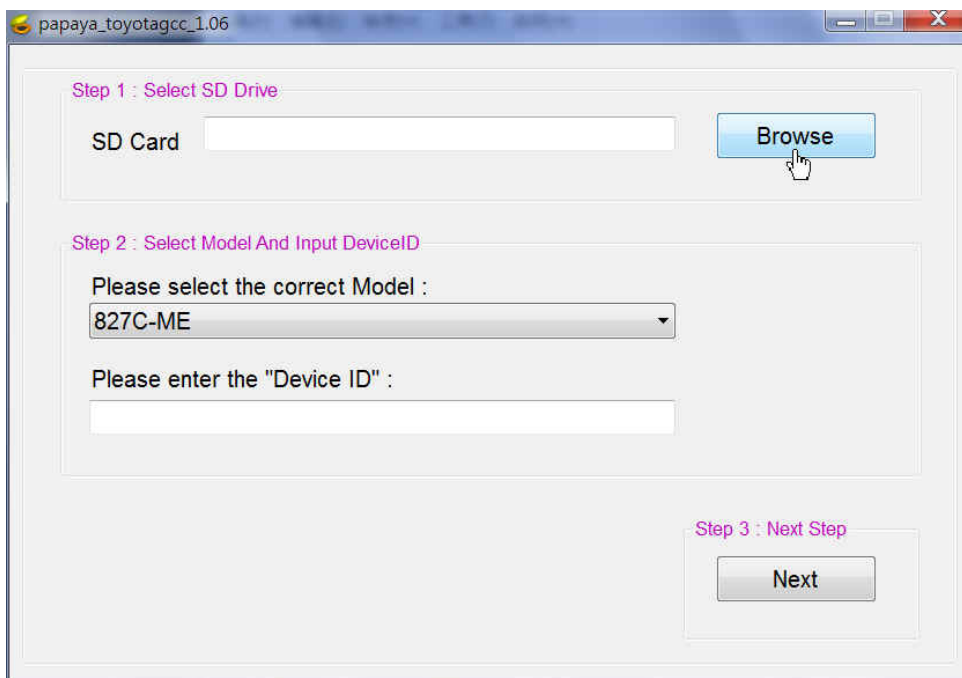 papaya_toyotagcc_1.06
Step 1 : Select SD Drive
SD Card
Browse
Step 2 : Select Model And Input DeviceID
Please select the correct Model :
827C-ME
Please enter the "Device ID" :
Step 3 : Next Step
Next